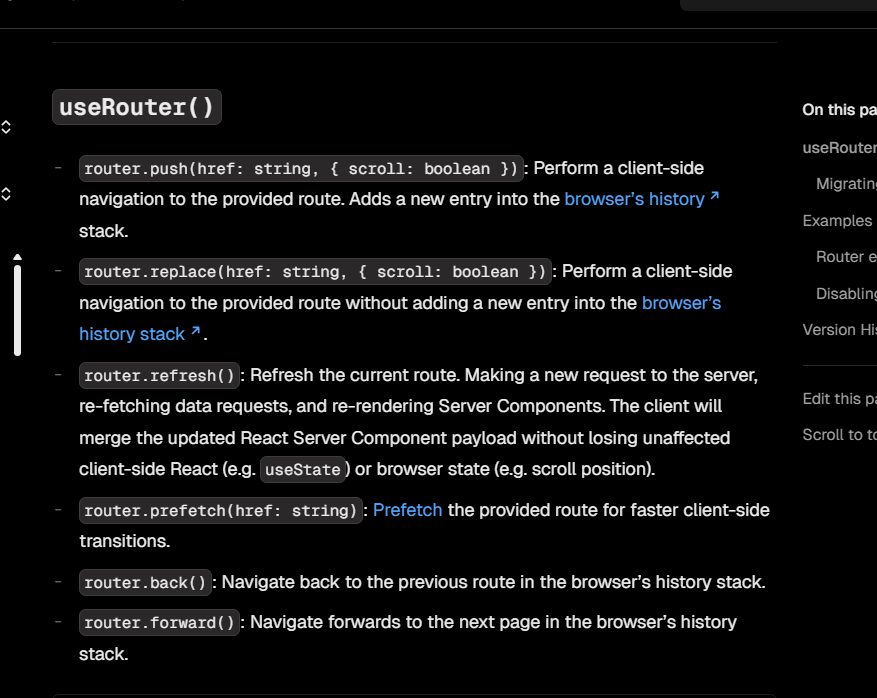 useRouter()
- router.push(href: string, { scroll: boolean }): Perform a client-side
navigation to the provided route. Adds a new entry into the browser’s history ↗
stack.
- router.replace(href: string, { scroll: boolean }): Perform a client-side
navigation to the provided route without adding a new entry into the browser’s
history stack ↗.
- router.refresh(): Refresh the current route. Making a new request to the server,
re-fetching data requests, and re-rendering Server Components. The client will
merge the updated React Server Component payload without losing unaffected
client-side React (e.g. useState) or browser state (e.g. scroll position).
- router.prefetch(href: string): Prefetch the provided route for faster client-side
transitions.
- router.back(): Navigate back to the previous route in the browser’s history stack.
- router.forward(): Navigate forwards to the next page in the browser’s history
stack.
On this pa
useRouter
Migrating
Examples
Router e
Disabling
Version His
Edit this pa
Scroll to to